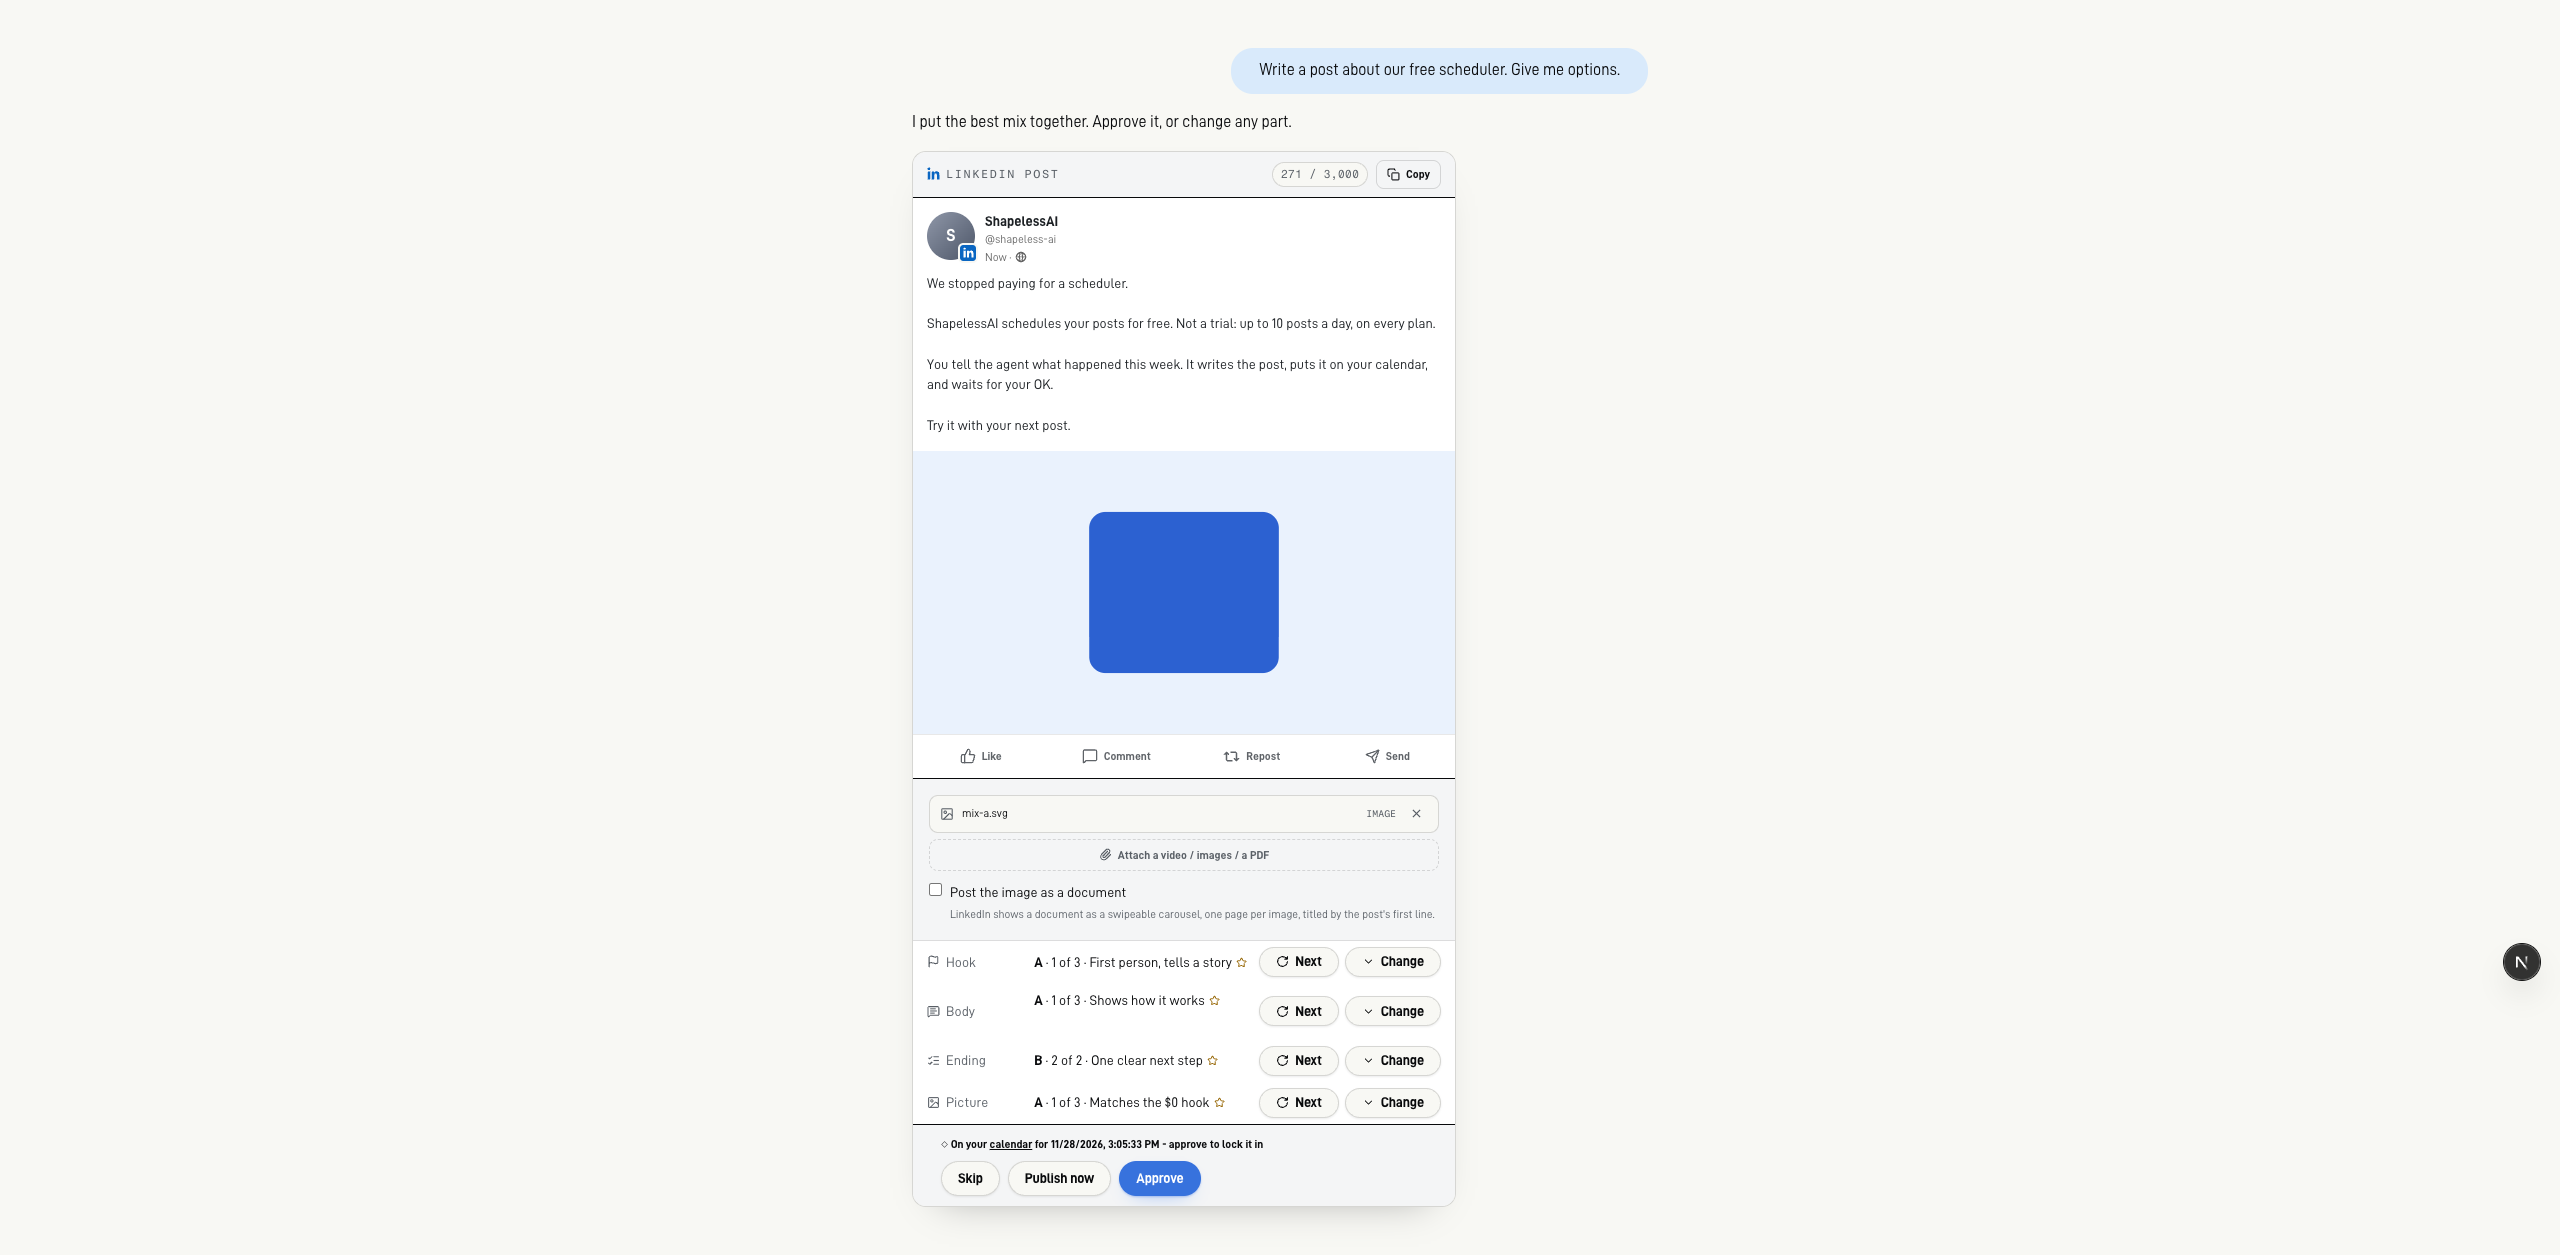 Write a post about our free scheduler. Give me options.
I put the best mix together. Approve it, or change any part.
in LINKEDIN POST 271 / 3,000 Copy
S in
ShapelessAI
@shapeless-ai
Now ·
We stopped paying for a scheduler.
ShapelessAI schedules your posts for free. Not a trial: up to 10 posts a day, on every plan.
You tell the agent what happened this week. It writes the post, puts it on your calendar,
and waits for your OK.
Try it with your next post.
Like Comment Repost Send
mix-a.svg IMAGE
Attach a video / images / a PDF
Post the image as a document
LinkedIn shows a document as a swipeable carousel, one page per image, titled by the post's first line.
Hook A · 1 of 3 · First person, tells a story Next Change
Body A · 1 of 3 · Shows how it works Next Change
Ending B · 2 of 2 · One clear next step Next Change
Picture A · 1 of 3 · Matches the $0 hook Next Change
On your calendar for 11/28/2026, 3:05:33 PM - approve to lock it in
Skip Publish now Approve
N